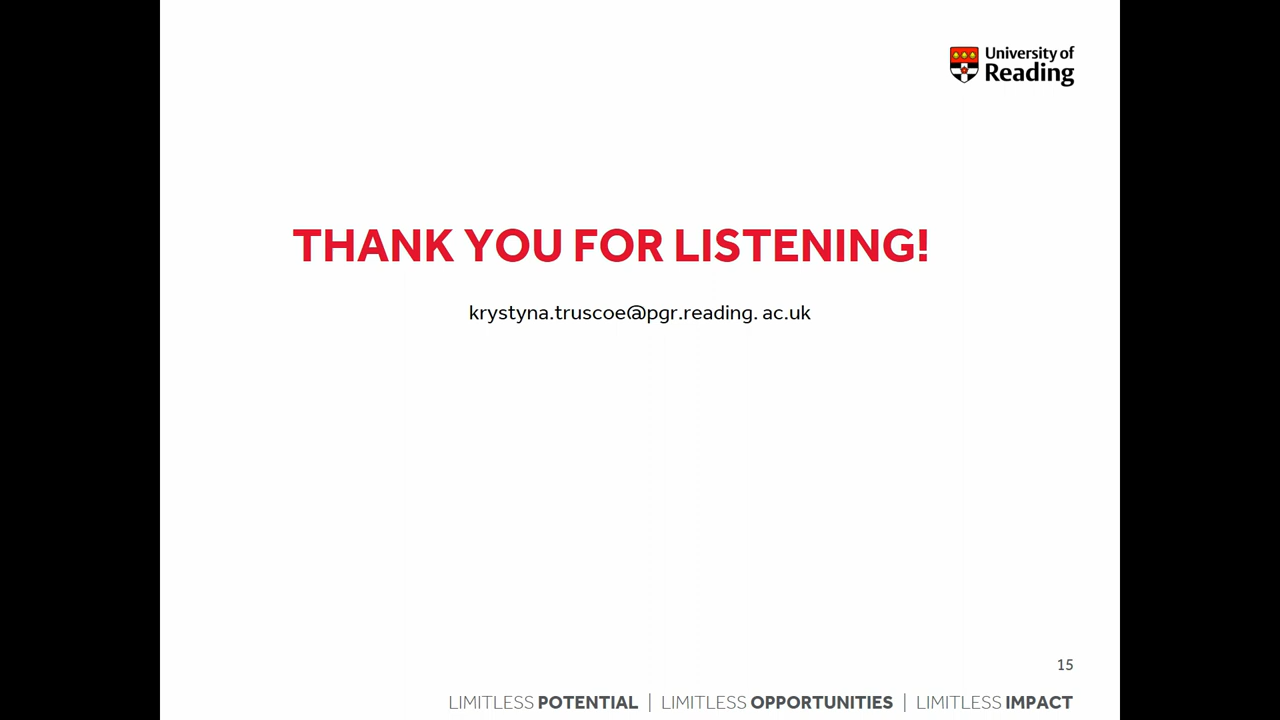 University of
Reading
THANK YOU FOR LISTENING!
krystyna.truscoe@pgr.reading. ac.uk
15
LIMITLESS POTENTIAL | LIMITLESS OPPORTUNITIES | LIMITLESS IMPACT